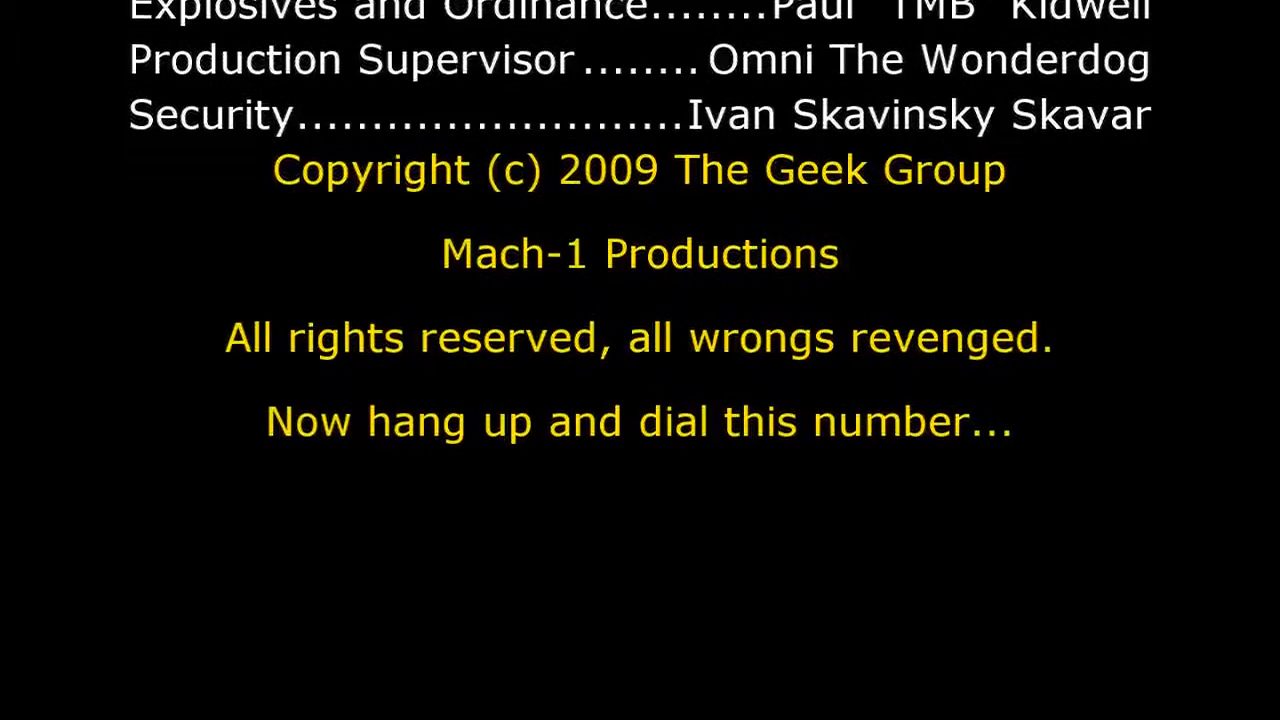 Explosives and Ordinance........Paul "TMB" Kidwell
Production Supervisor........Omni The Wonderdog
Security..........................Ivan Skavinsky Skavar
Copyright (c) 2009 The Geek Group
Mach-1 Productions
All rights reserved, all wrongs revenged.
Now hang up and dial this number...